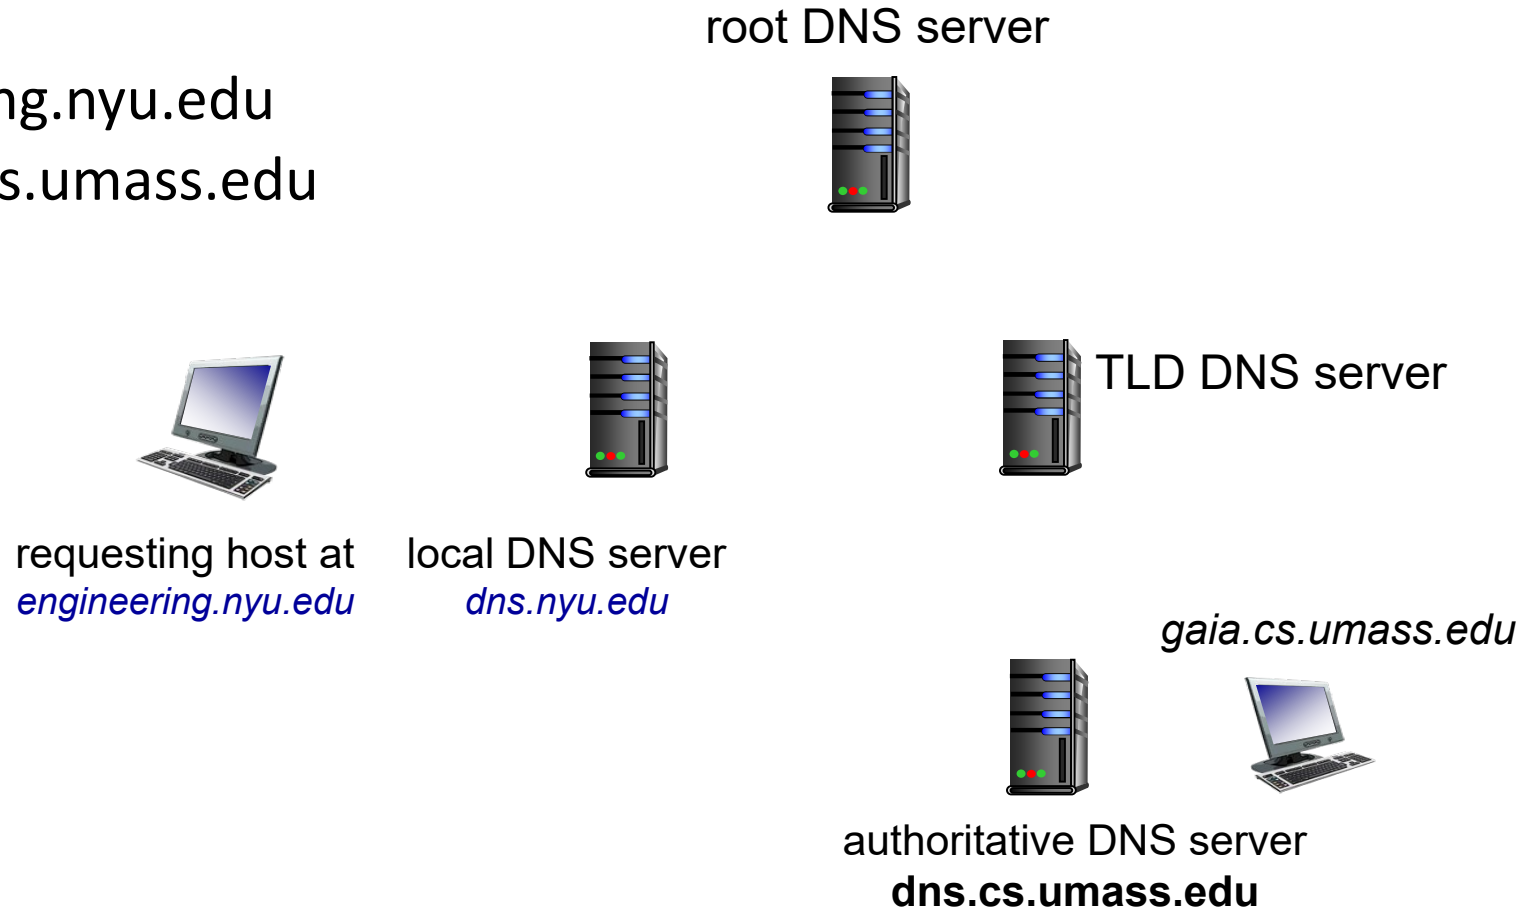 root DNS server
ng.nyu.edu
s.umass.edu
TLD DNS server
requesting host at
engineering.nyu.edu
local DNS server
dns.nyu.edu
gaia.cs.umass.edu
authoritative DNS server
dns.cs.umass.edu